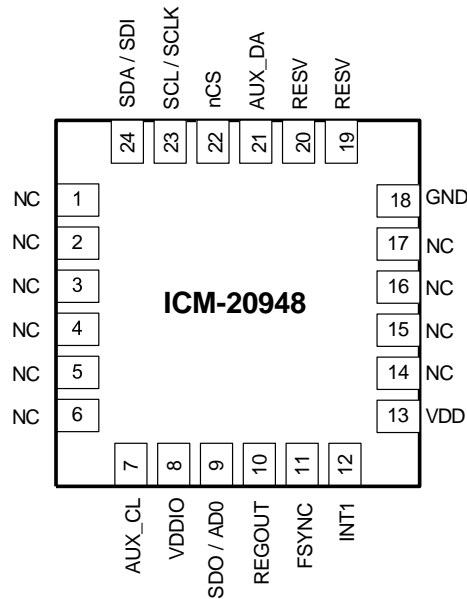 SDA / SDI
SCL / SCLK
nCS
AUX_DA
RESV
RESV
24
23
22
21
20
19
NC 1
NC 2
NC 3
NC 4
NC 5
NC 6
ICM-20948
18 GND
17 NC
16 NC
15 NC
14 NC
13 VDD
7
8
9
10
11
12
AUX_CL
VDDIO
SDO / AD0
REGOUT
FSYNC
INT1